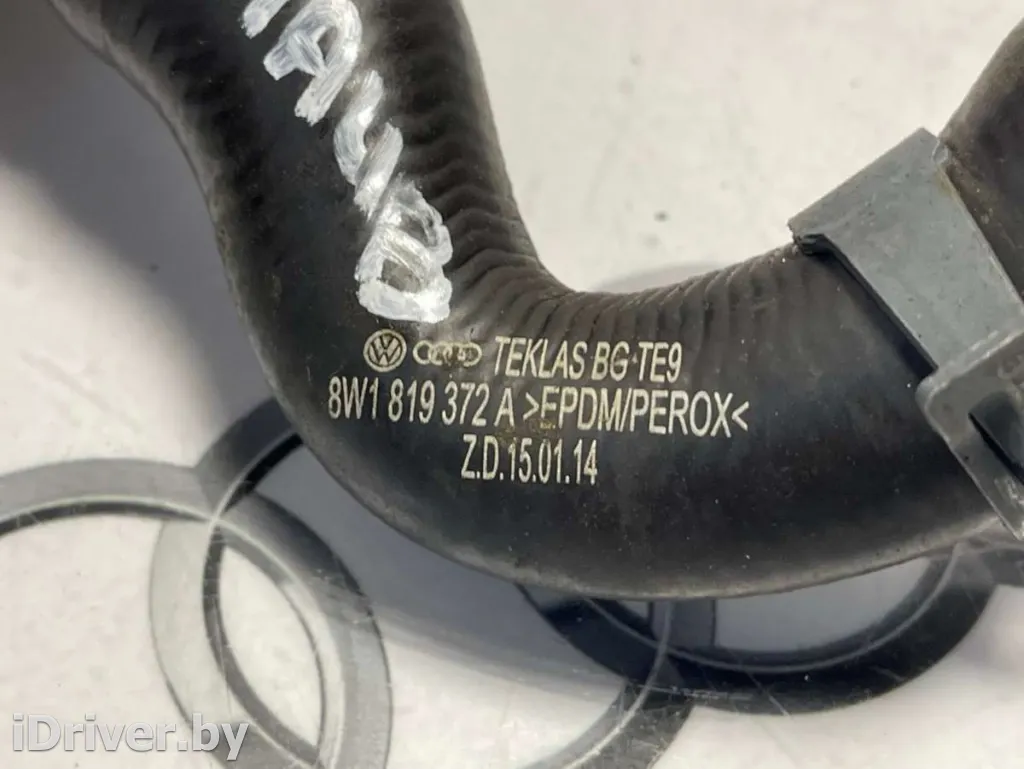 TEKLAS BG TE9
8W1 819 372 A >EPDM/PEROX<
Z.D.15.01.14
iDriver.by